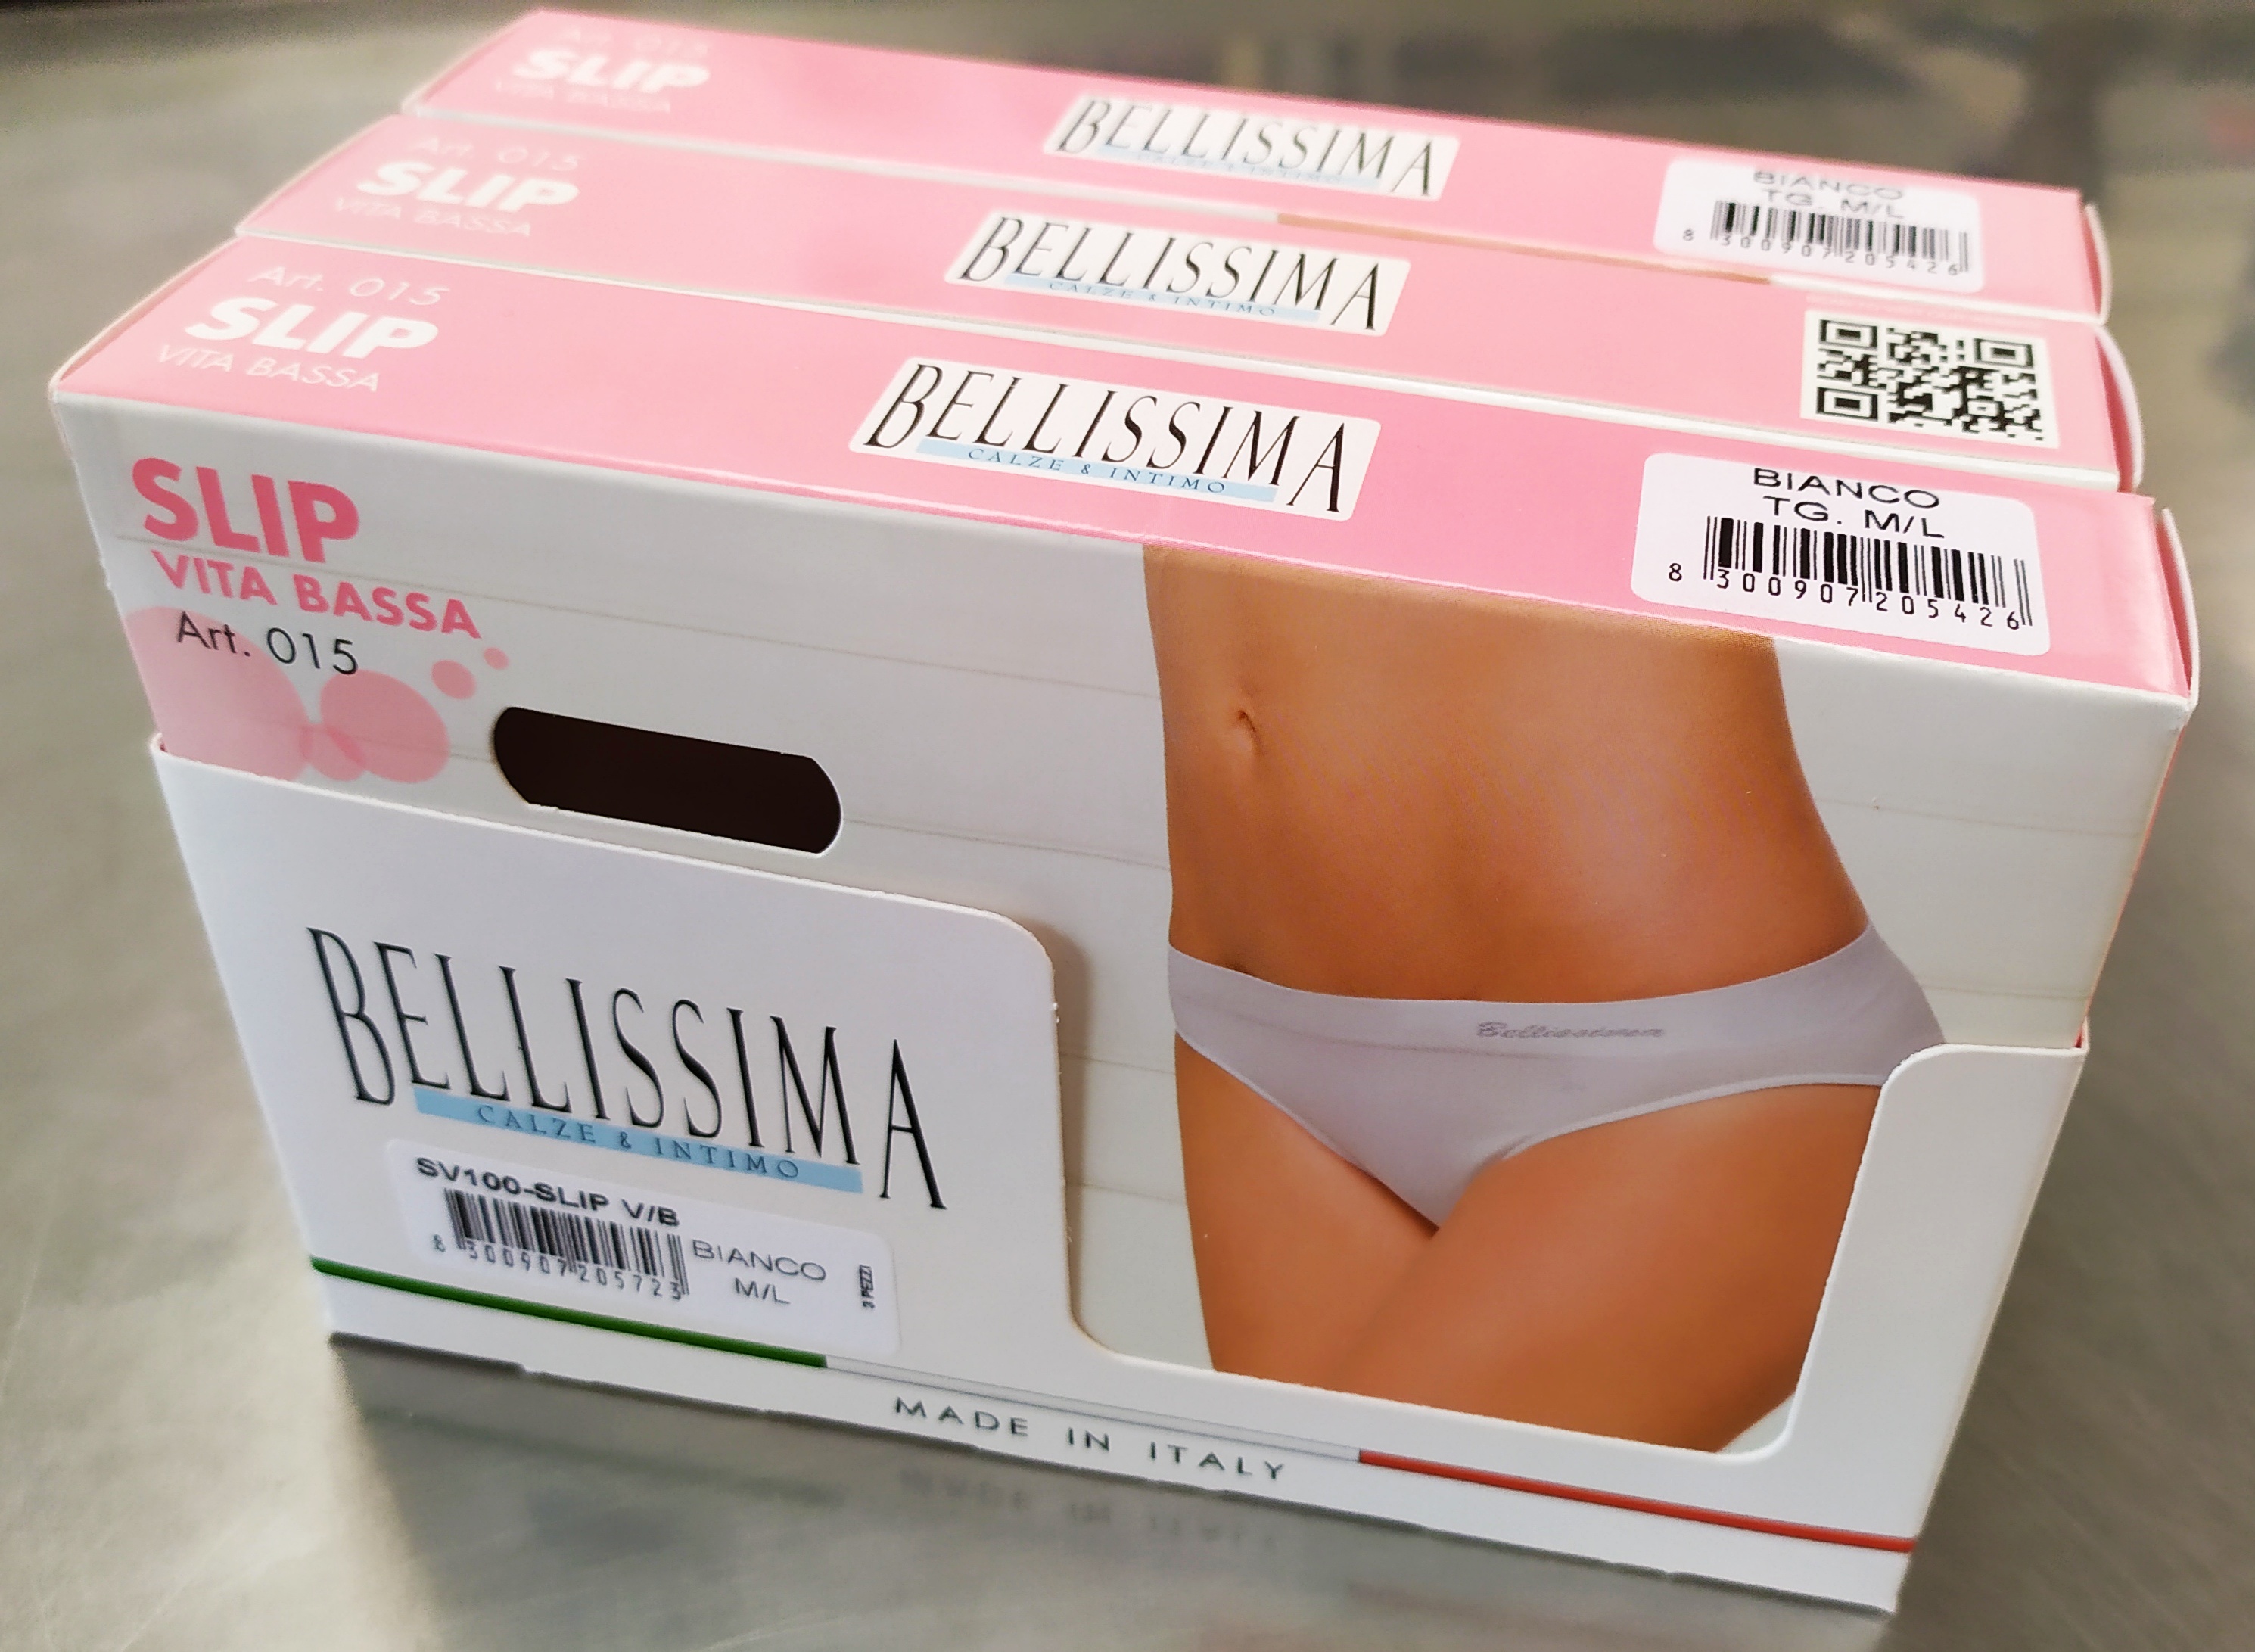 Art. 015
SLIP
VITA BASSA
BELLISSIMA
CALZE & INTIMO
BIANCO
TG. M/L
8 300907 205426
Art. 015
SLIP
VITA BASSA
BELLISSIMA
CALZE & INTIMO
Art. 015
SLIP
VITA BASSA
BELLISSIMA
CALZE & INTIMO
BIANCO
TG. M/L
8 300907 205426
SLIP
VITA BASSA
Art. 015
Bellissima
BELLISSIMA
CALZE & INTIMO
SV100-SLIP V/B
8 300907 205723
BIANCO
M/L
3 PEZZI
MADE IN ITALY